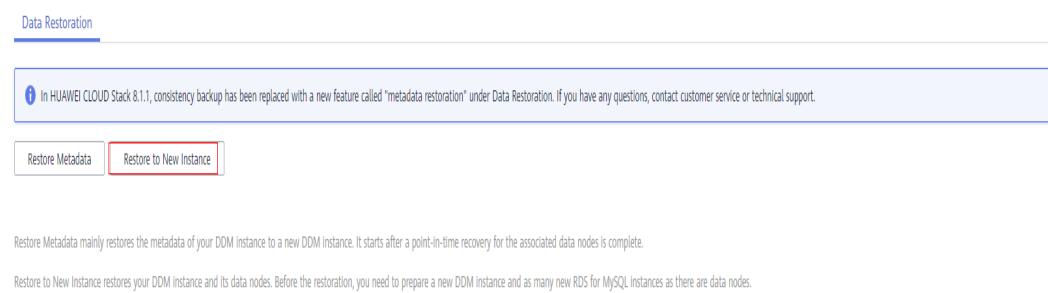 Data Restoration
In HUAWEI CLOUD Stack 8.1.1, consistency backup has been replaced with a new feature called "metadata restoration" under Data Restoration. If you have any questions, contact customer service or technical support.
Restore Metadata
Restore to New Instance
Restore Metadata mainly restores the metadata of your DDM instance to a new DDM instance. It starts after a point-in-time recovery for the associated data nodes is complete.
Restore to New Instance restores your DDM instance and its data nodes. Before the restoration, you need to prepare a new DDM instance and as many new RDS for MySQL instances as there are data nodes.